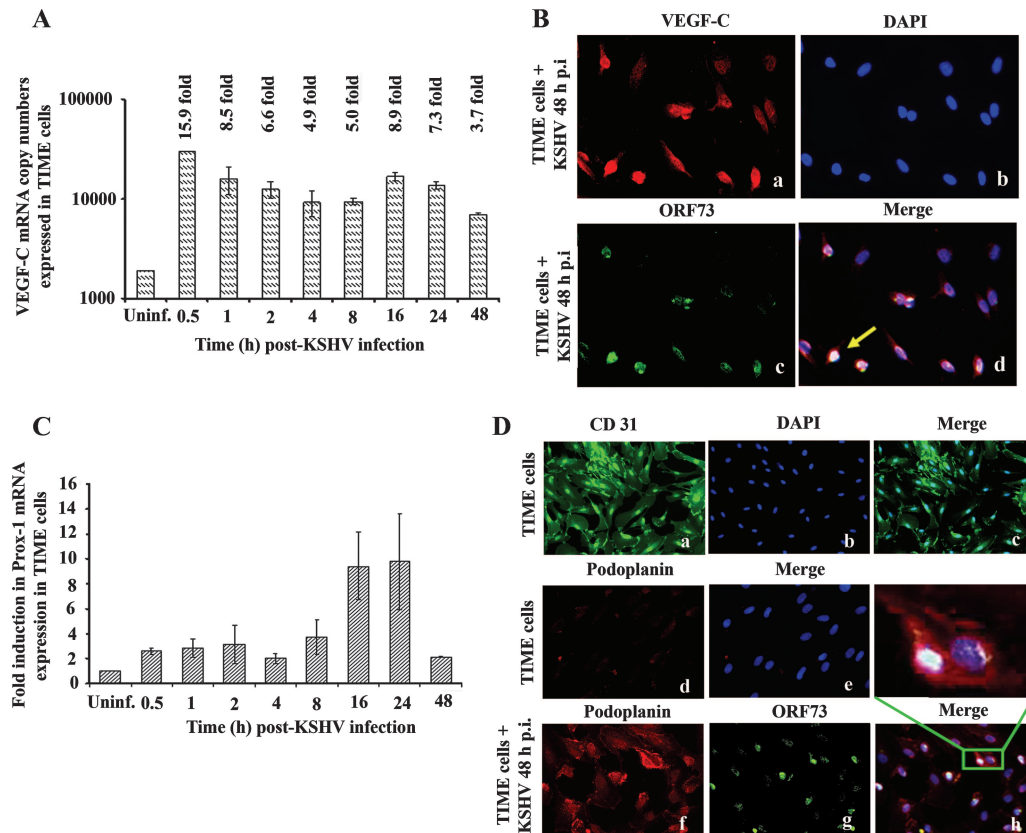 A
VEGF-C mRNA copy numbers
expressed in TIME cells
100000
10000
1000
15.9 fold
8.5 fold
6.6 fold
4.9 fold
5.0 fold
8.9 fold
7.3 fold
3.7 fold
Uninf. 0.5 1 2 4 8 16 24 48
Time (h) post-KSHV infection
B
VEGF-C DAPI
TIME cells +
KSHV 48 h p.i
a b
ORF73 Merge
TIME cells +
KSHV 48 h p.i
c d
C
Fold induction in Prox-1 mRNA
expression in TIME cells
16
14
12
10
8
6
4
2
0
Uninf. 0.5 1 2 4 8 16 24 48
Time (h) post-KSHV infection
D
CD 31 DAPI Merge
TIME cells
a b c
Podoplanin Merge
TIME cells
d e
Podoplanin ORF73 Merge
TIME cells +
KSHV 48 h p.i.
f g h